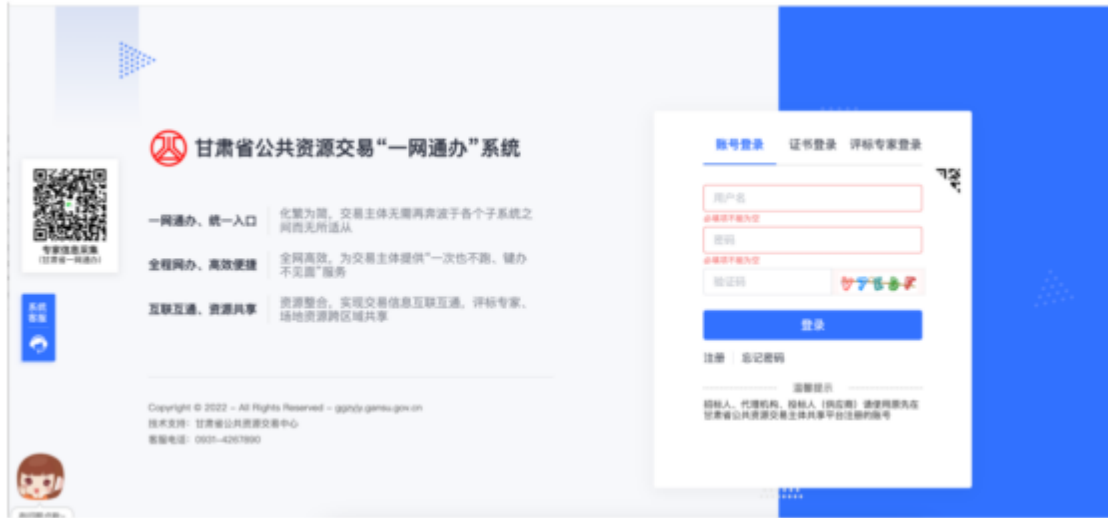 甘肃省公共资源交易“一网通办”系统
一网通办、统一入口
化繁为简，交易主体无需再奔波于各个子系统之
间而无所适从
全程网办、高效便捷
全网高效，为交易主体提供“一次也不跑、键办
不见面”服务
互联互通、资源共享
资源整合，实现交易信息互联互通，评标专家、
场地资源跨区域共享
Copyright © 2022 - All Rights Reserved - ggzyjy.gansu.gov.cn
技术支持：甘肃省公共资源交易中心
客服电话：0931-4267890
专家信息采集
（甘肃省一网通办）
系统
客服
账号登录 证书登录 评标专家登录
用户名
必填项不能为空
密码
必填项不能为空
验证码
登录
注册 忘记密码
温馨提示
招标人、代理机构、投标人（供应商）请使用原先在
甘肃省公共资源交易主体共享平台注册的账号